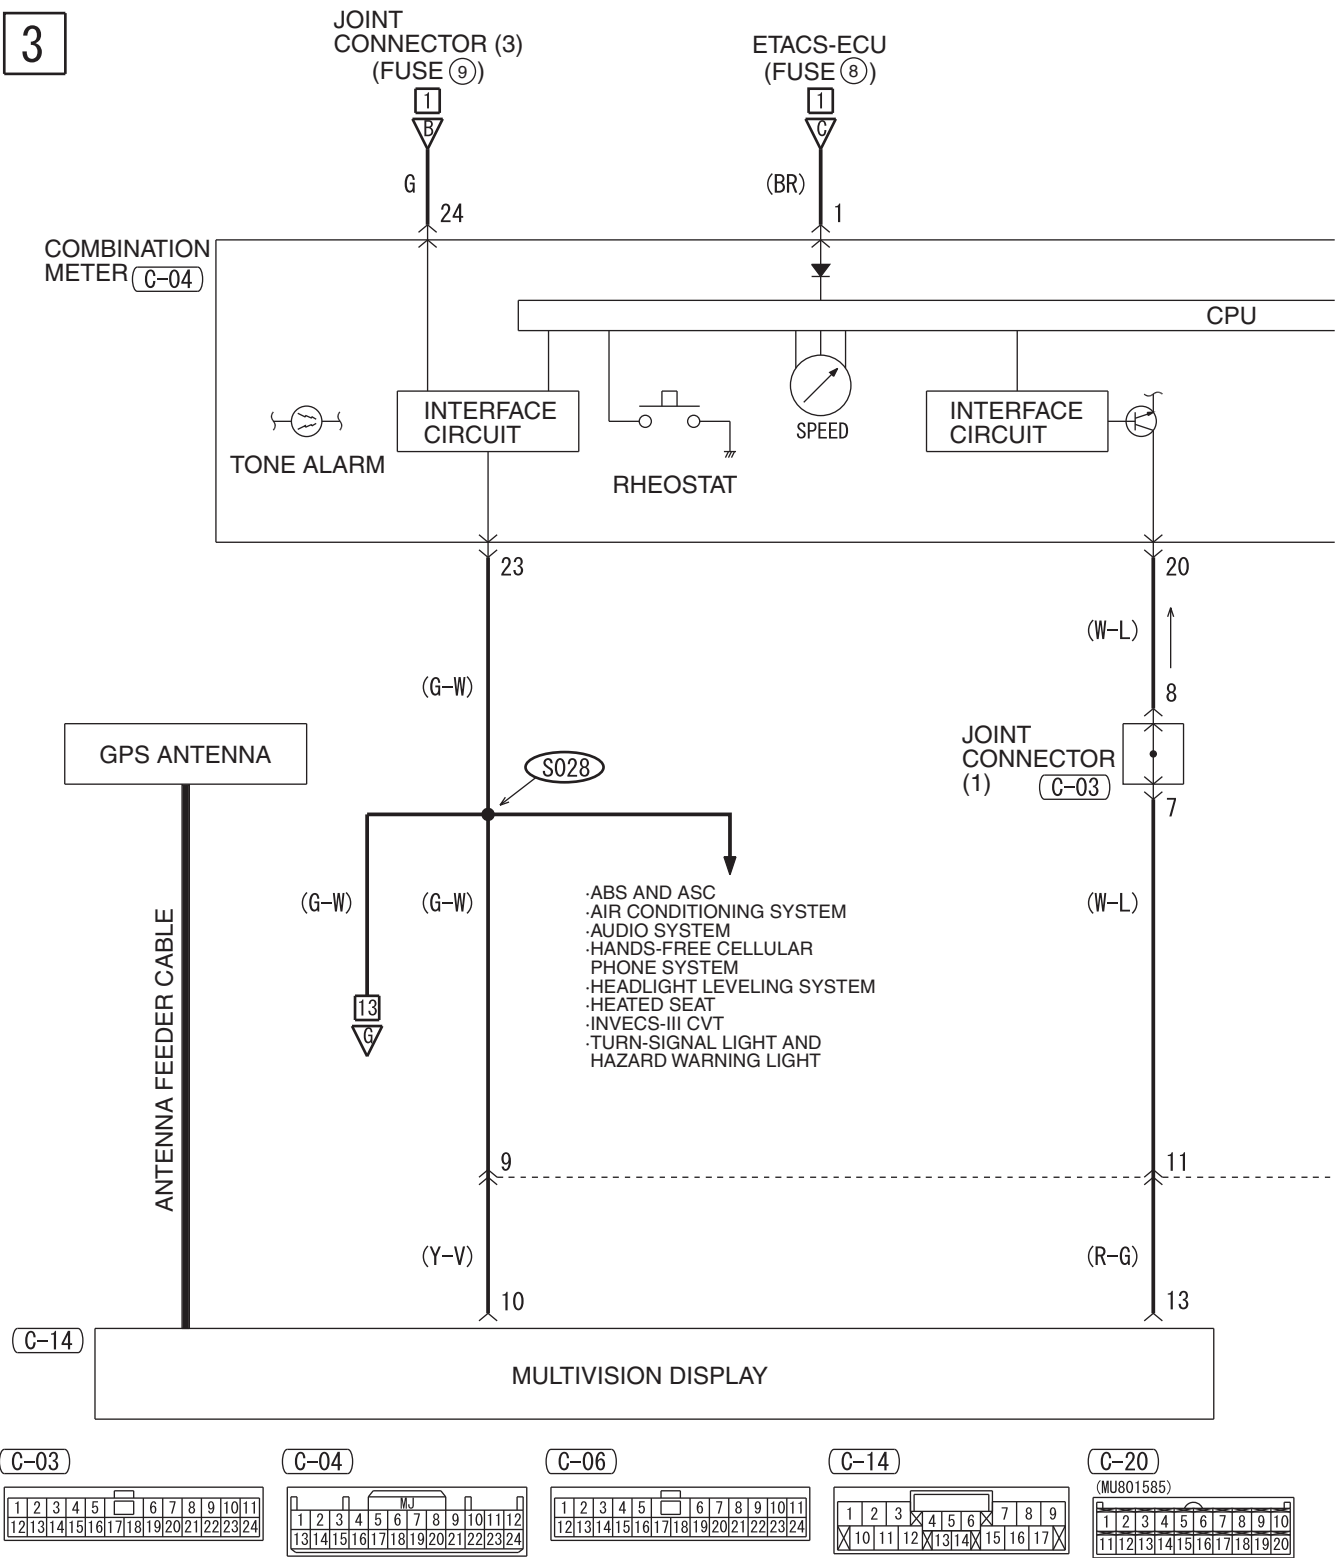 3
JOINT
CONNECTOR (3)
(FUSE 9)
1
B
G
24
ETACS-ECU
(FUSE 8)
1
C
(BR)
1
COMBINATION
METER C-04
CPU
INTERFACE
CIRCUIT
TONE ALARM
RHEOSTAT
SPEED
INTERFACE
CIRCUIT
23
20
(G-W)
(W-L)
8
GPS ANTENNA
S028
JOINT
CONNECTOR
(1) C-03
7
(G-W)
(G-W)
(W-L)
·ABS AND ASC
·AIR CONDITIONING SYSTEM
·AUDIO SYSTEM
·HANDS-FREE CELLULAR
PHONE SYSTEM
·HEADLIGHT LEVELING SYSTEM
·HEATED SEAT
·INVECS-III CVT
·TURN-SIGNAL LIGHT AND
HAZARD WARNING LIGHT
13
G
ANTENNA FEEDER CABLE
9
11
(Y-V)
(R-G)
10
13
C-14
MULTIVISION DISPLAY
C-03
1 2 3 4 5 6 7 8 9 10 11
12 13 14 15 16 17 18 19 20 21 22 23 24
C-04
MJ
1 2 3 4 5 6 7 8 9 10 11 12
13 14 15 16 17 18 19 20 21 22 23 24
C-06
1 2 3 4 5 6 7 8 9 10 11
12 13 14 15 16 17 18 19 20 21 22 23 24
C-14
1 2 3 4 5 6 7 8 9
10 11 12 13 14 15 16 17
C-20
(MU801585)
1 2 3 4 5 6 7 8 9 10
11 12 13 14 15 16 17 18 19 20